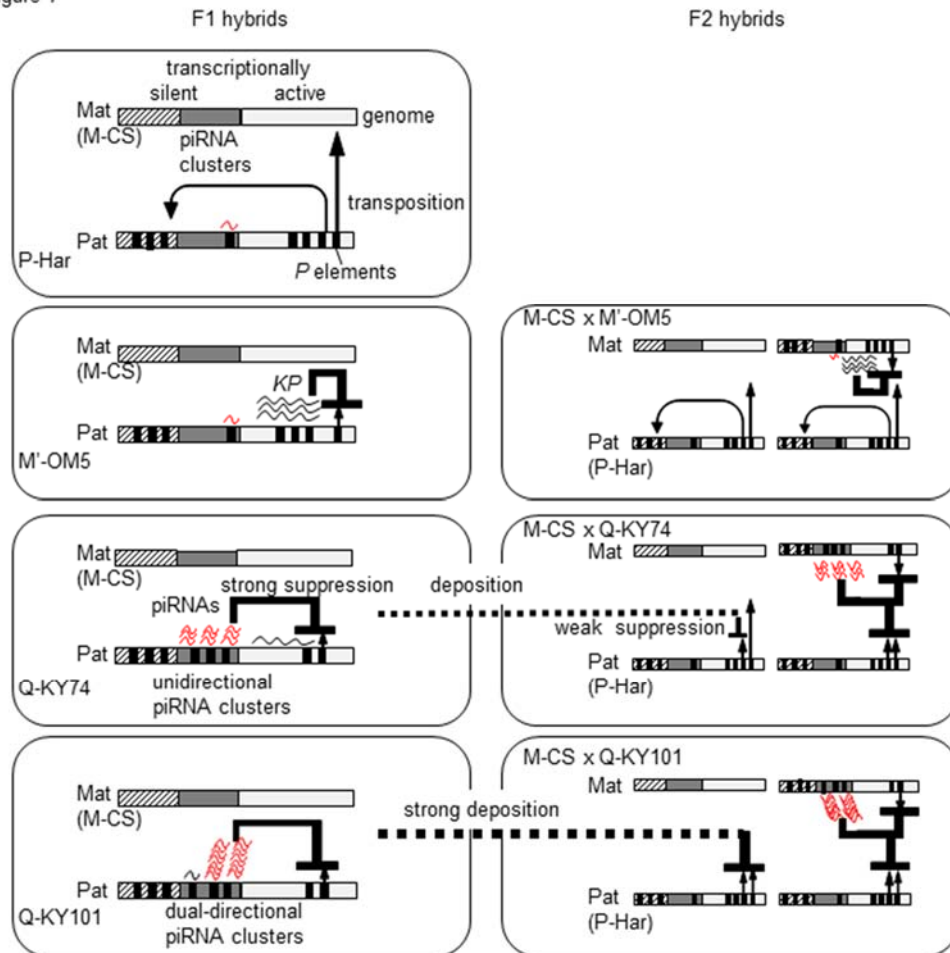 F1 hybrids
F2 hybrids
transcriptionally
silent active
Mat
(M-CS)
genome
piRNA
clusters
transposition
Pat
P-Har
P elements
Mat
(M-CS)
KP
Pat
M'-OM5
M-CS x M'-OM5
Mat
Pat
(P-Har)
Mat
(M-CS)
strong suppression
piRNAs
Pat
Q-KY74
unidirectional
piRNA clusters
deposition
M-CS x Q-KY74
Mat
weak suppression
Pat
(P-Har)
Mat
(M-CS)
Pat
Q-KY101
dual-directional
piRNA clusters
strong deposition
M-CS x Q-KY101
Mat
Pat
(P-Har)